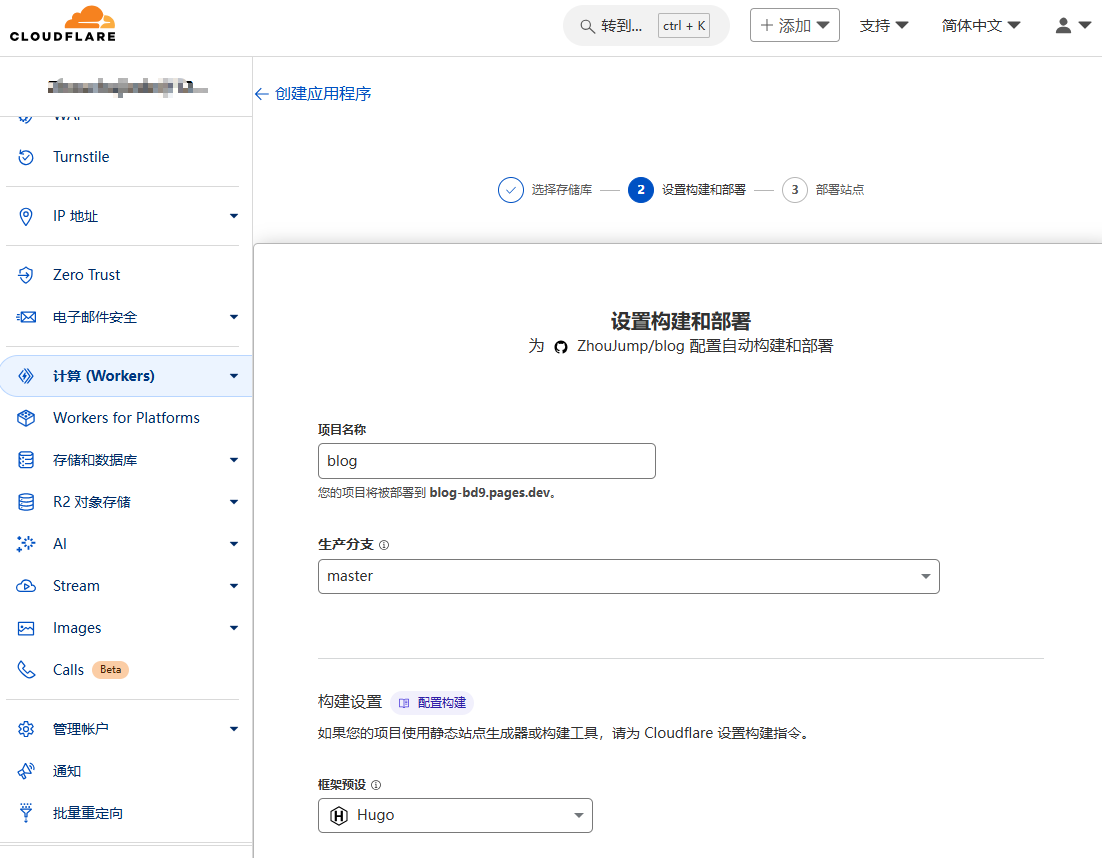 CLOUDFLARE
转到...
ctrl + K
添加
支持
简体中文
创建应用程序
Turnstile
IP 地址
Zero Trust
电子邮件安全
计算 (Workers)
Workers for Platforms
存储和数据库
R2 对象存储
AI
Stream
Images
Calls Beta
管理帐户
通知
批量重定向
选择存储库
2 设置构建和部署
3 部署站点
设置构建和部署
为 ZhouJump/blog 配置自动构建和部署
项目名称
blog
您的项目将被部署到 blog-bd9.pages.dev。
生产分支
master
构建设置 配置构建
如果您的项目使用静态站点生成器或构建工具，请为 Cloudflare 设置构建指令。
框架预设
Hugo